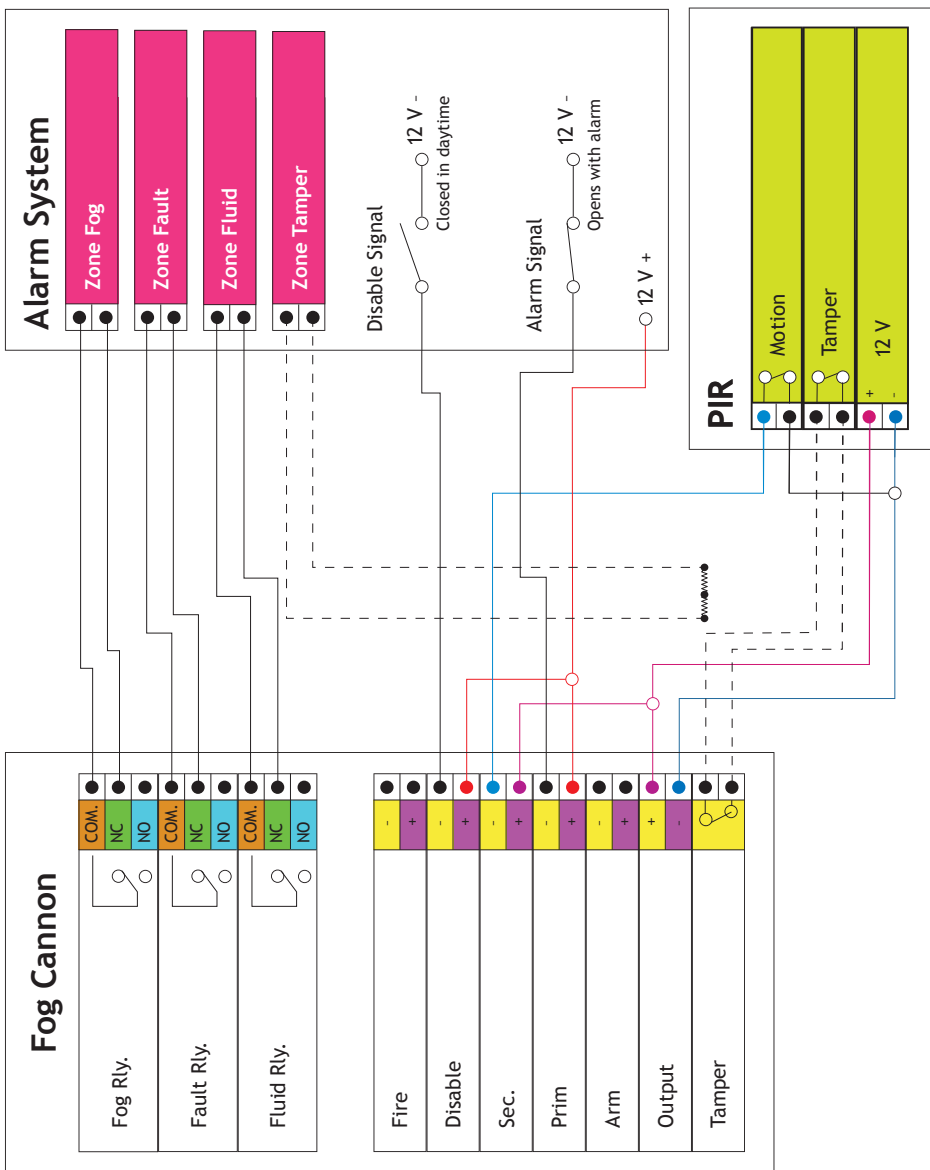 Alarm System
Zone Fog
Zone Fault
Zone Fluid
Zone Tamper
Disable Signal
12 V -
Closed in daytime
Alarm Signal
12 V -
Opens with alarm
12 V +
PIR
Motion
Tamper
12 V
+
-
Fog Cannon
Fog Rly.
COM.
NC
NO
Fault Rly.
COM.
NC
NO
Fluid Rly.
COM.
NC
NO
Fire
-
+
Disable
-
+
Sec.
-
+
Prim
-
+
Arm
-
+
Output
+
-
Tamper